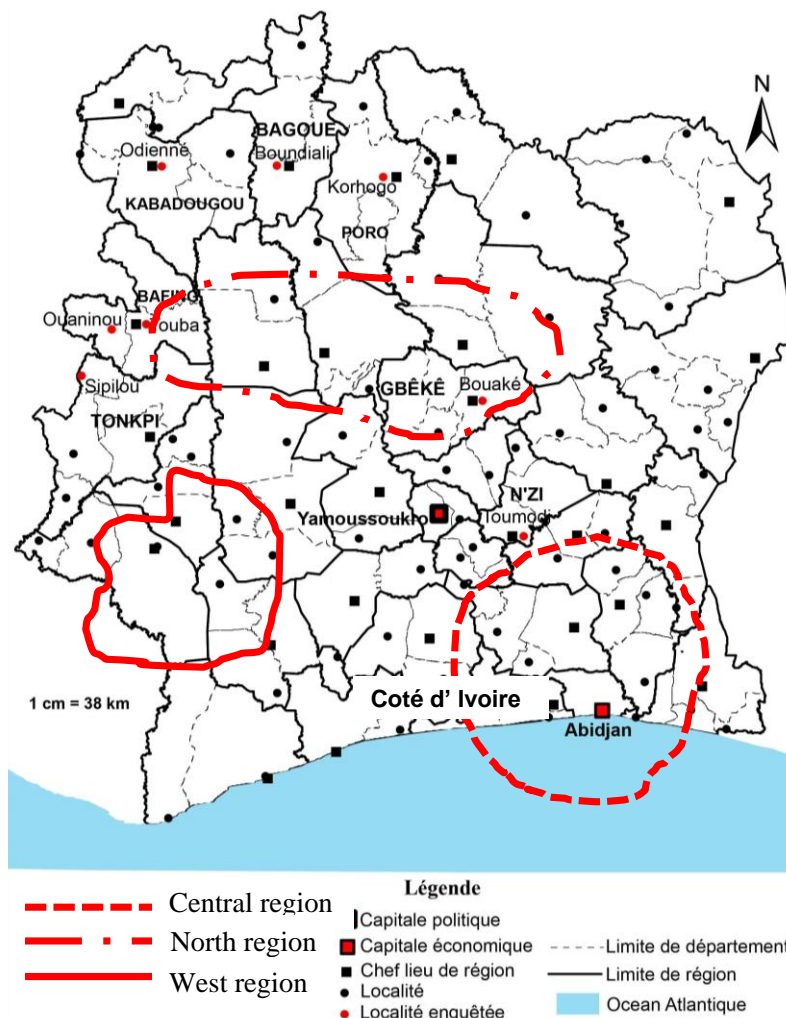 N
BAGOUE
Odienné
Boundiali
Korhogo
KABADOUGOU
PORO
BAFING
Ouaninou
Touba
Sipilou
GBÊKÊ
Bouaké
TONKPI
N'ZI
Yamoussoukro
Toumodi
1 cm = 38 km
Coté d’ Ivoire
Abidjan
Légende
Central region
North region
West region
Capitale politique
Capitale économique
Chef lieu de région
Localité
Localité enquêtée
Limite de département
Limite de région
Ocean Atlantique